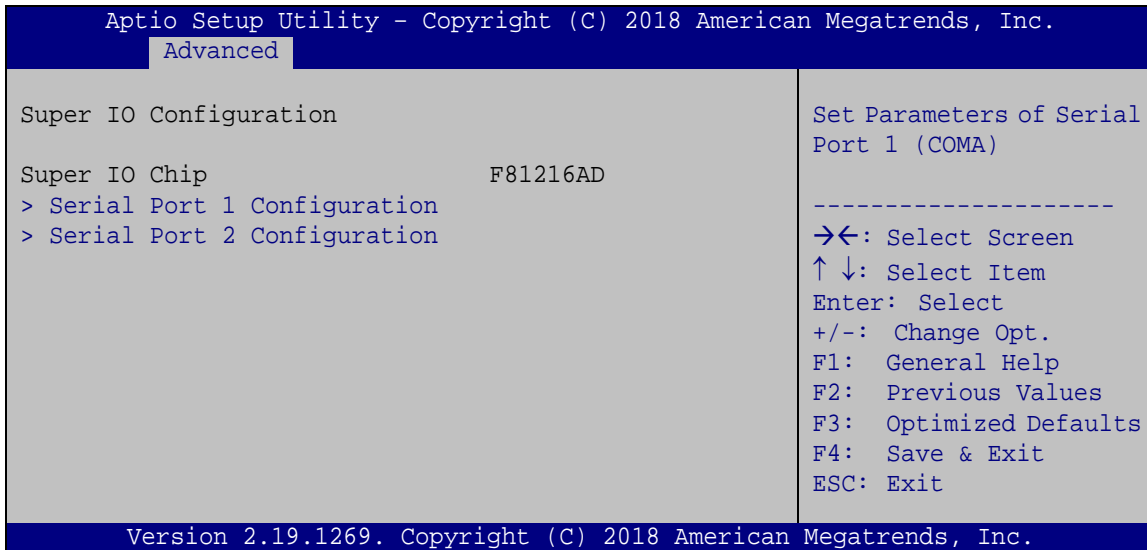 Aptio Setup Utility – Copyright (C) 2018 American Megatrends, Inc.
Advanced
Super IO Configuration
Super IO Chip F81216AD
> Serial Port 1 Configuration
> Serial Port 2 Configuration
Set Parameters of Serial
Port 1 (COMA)
---------------------
→←: Select Screen
↑ ↓: Select Item
Enter: Select
+/-: Change Opt.
F1: General Help
F2: Previous Values
F3: Optimized Defaults
F4: Save & Exit
ESC: Exit
Version 2.19.1269. Copyright (C) 2018 American Megatrends, Inc.